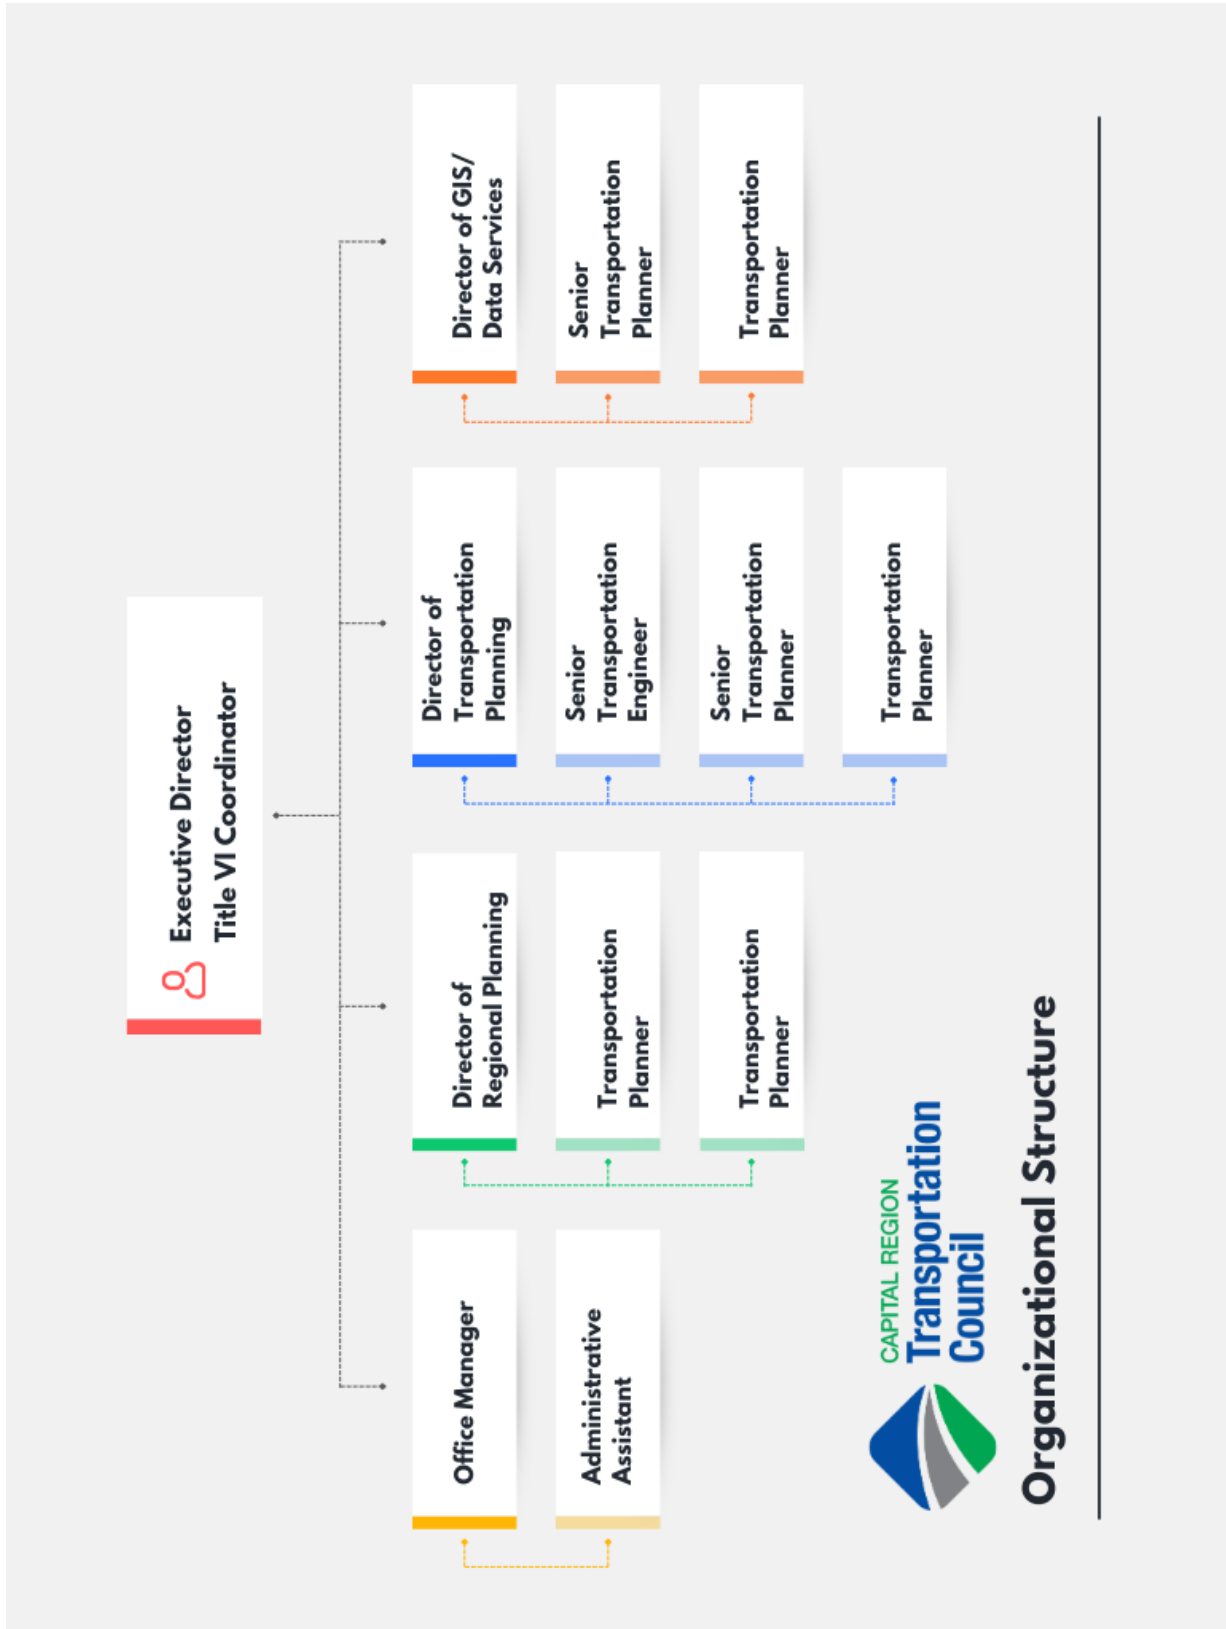 Executive Director
Title VI Coordinator
Office Manager
Administrative
Assistant
Director of
Regional Planning
Transportation
Planner
Transportation
Planner
Director of
Transportation
Planning
Senior
Transportation
Engineer
Senior
Transportation
Planner
Transportation
Planner
Director of GIS/
Data Services
Senior
Transportation
Planner
Transportation
Planner
CAPITAL REGION
Transportation
Council
Organizational Structure